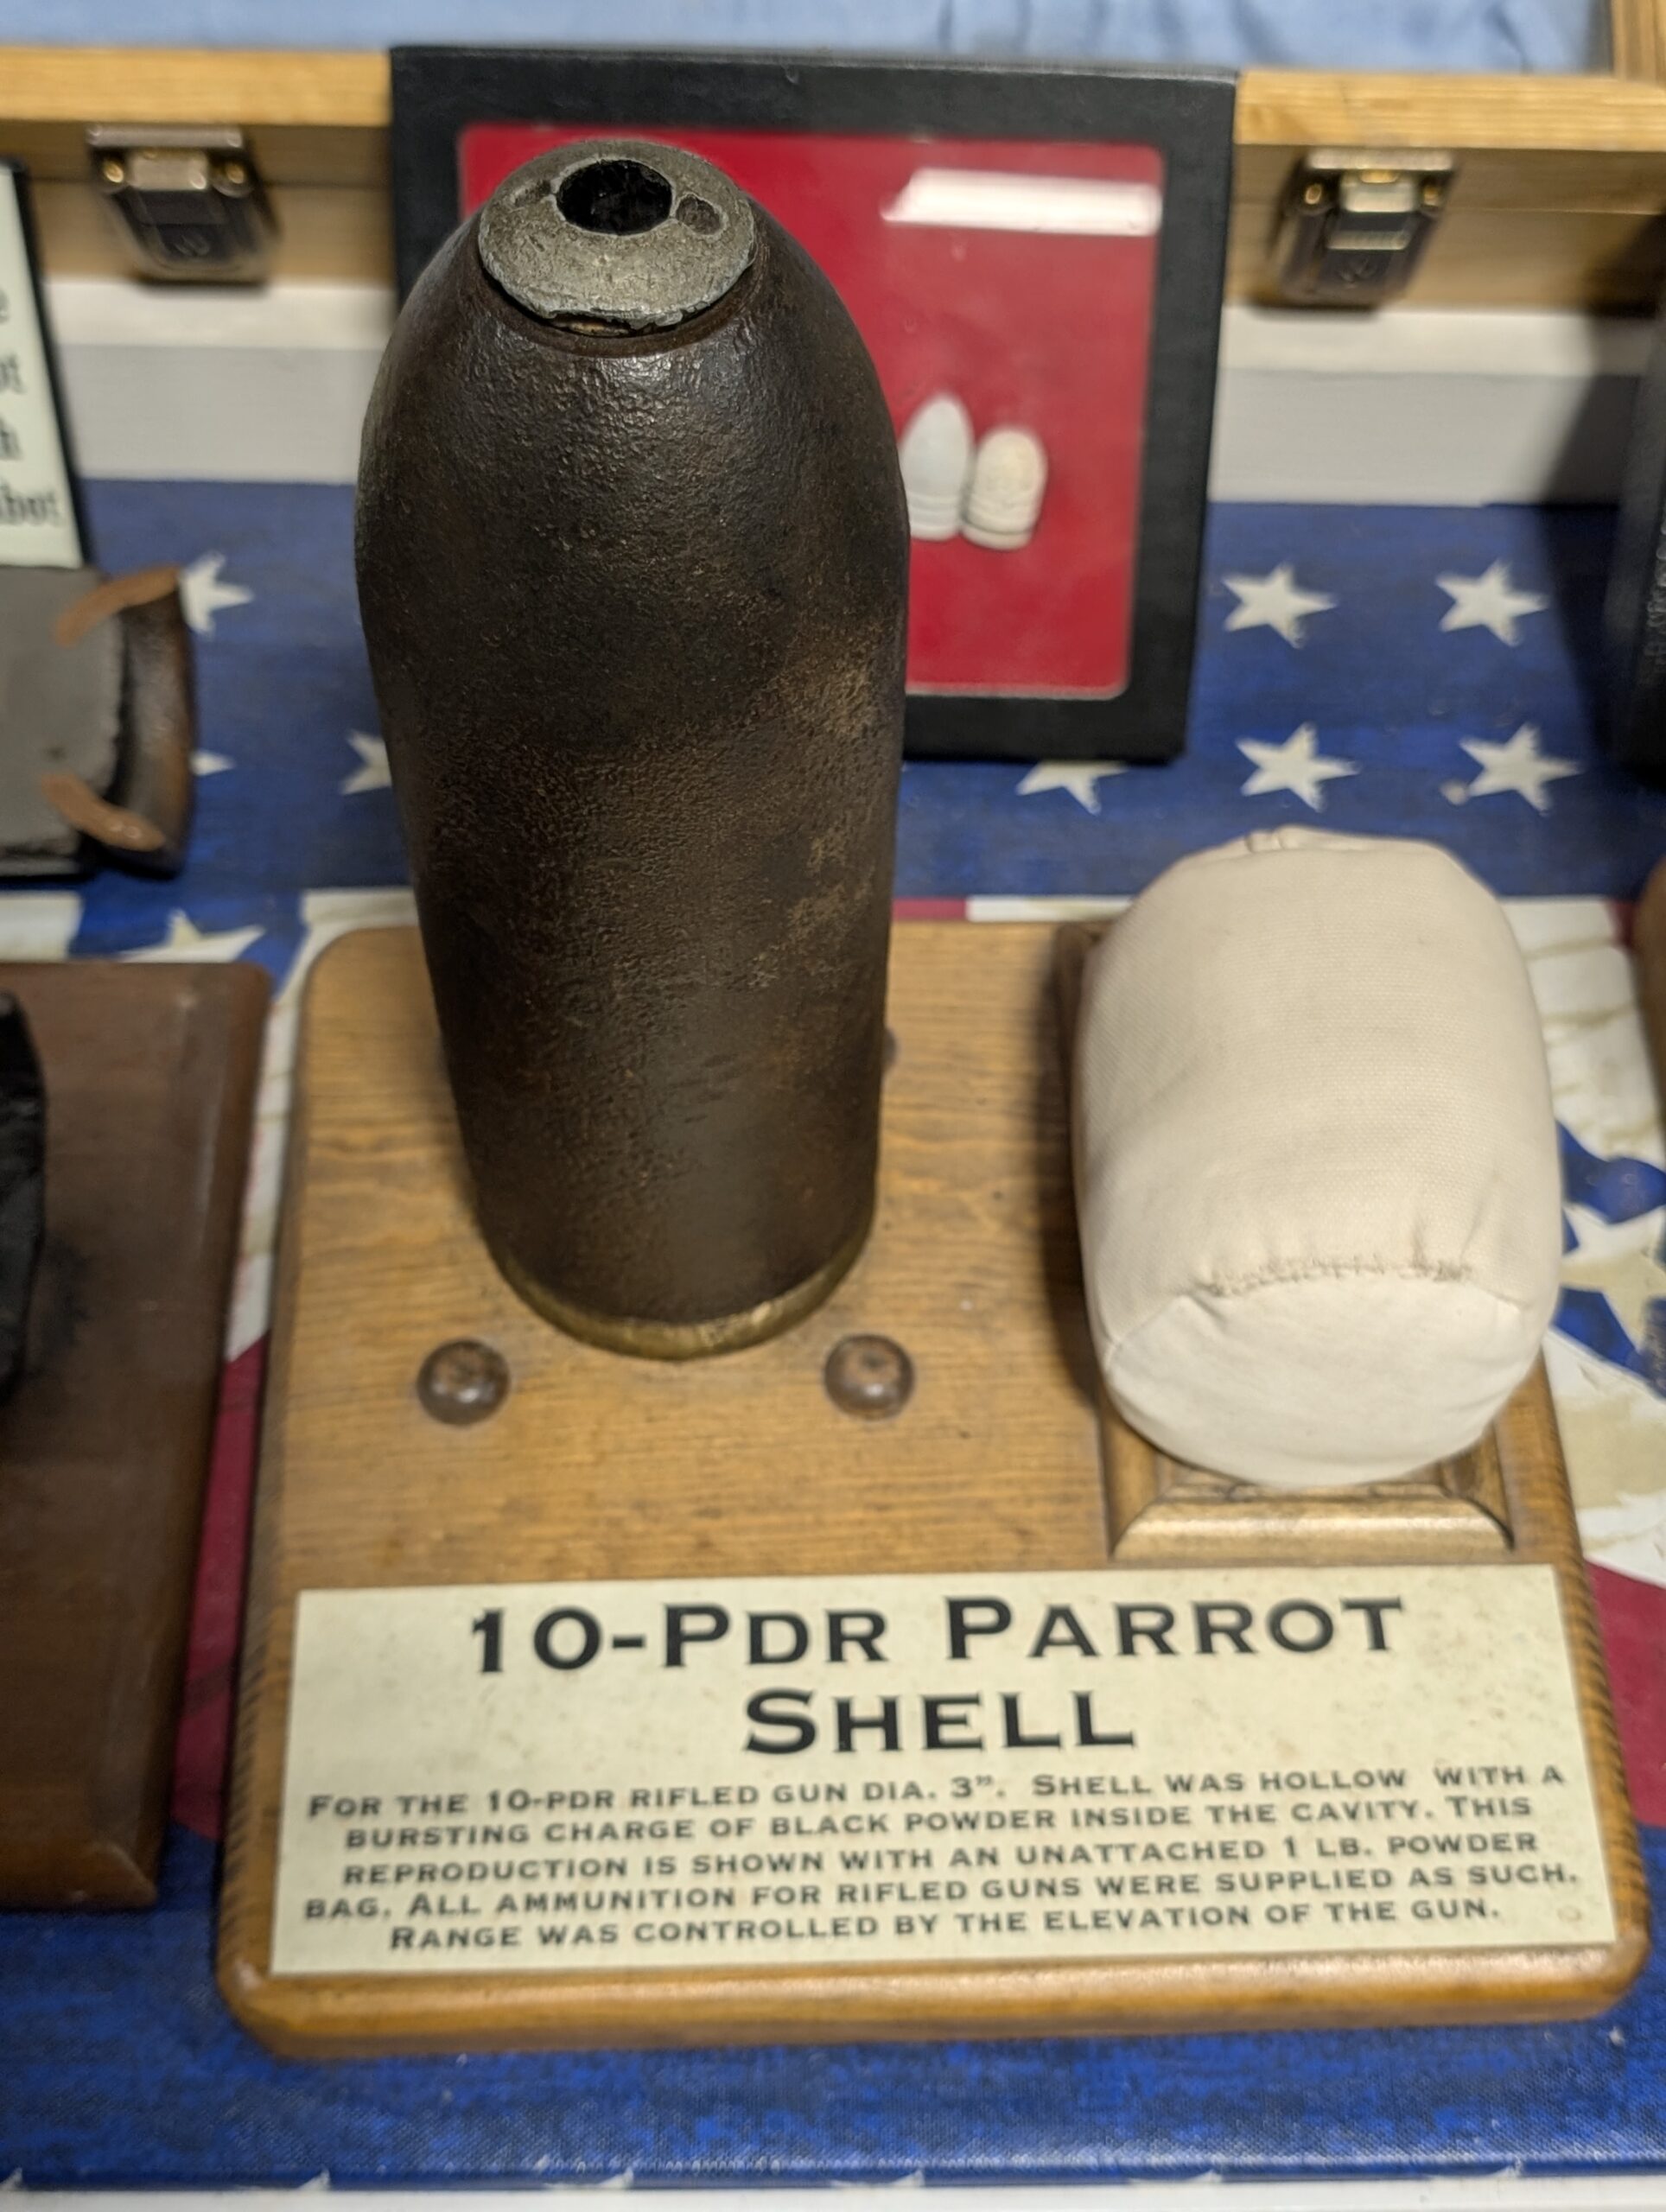 10-PDR PARROT
SHELL
FOR THE 10-PDR RIFLED GUN DIA. 3". SHELL WAS HOLLOW WITH A
BURSTING CHARGE OF BLACK POWDER INSIDE THE CAVITY. THIS
REPRODUCTION IS SHOWN WITH AN UNATTACHED 1 LB. POWDER
BAG. ALL AMMUNITION FOR RIFLED GUNS WERE SUPPLIED AS SUCH.
RANGE WAS CONTROLLED BY THE ELEVATION OF THE GUN.